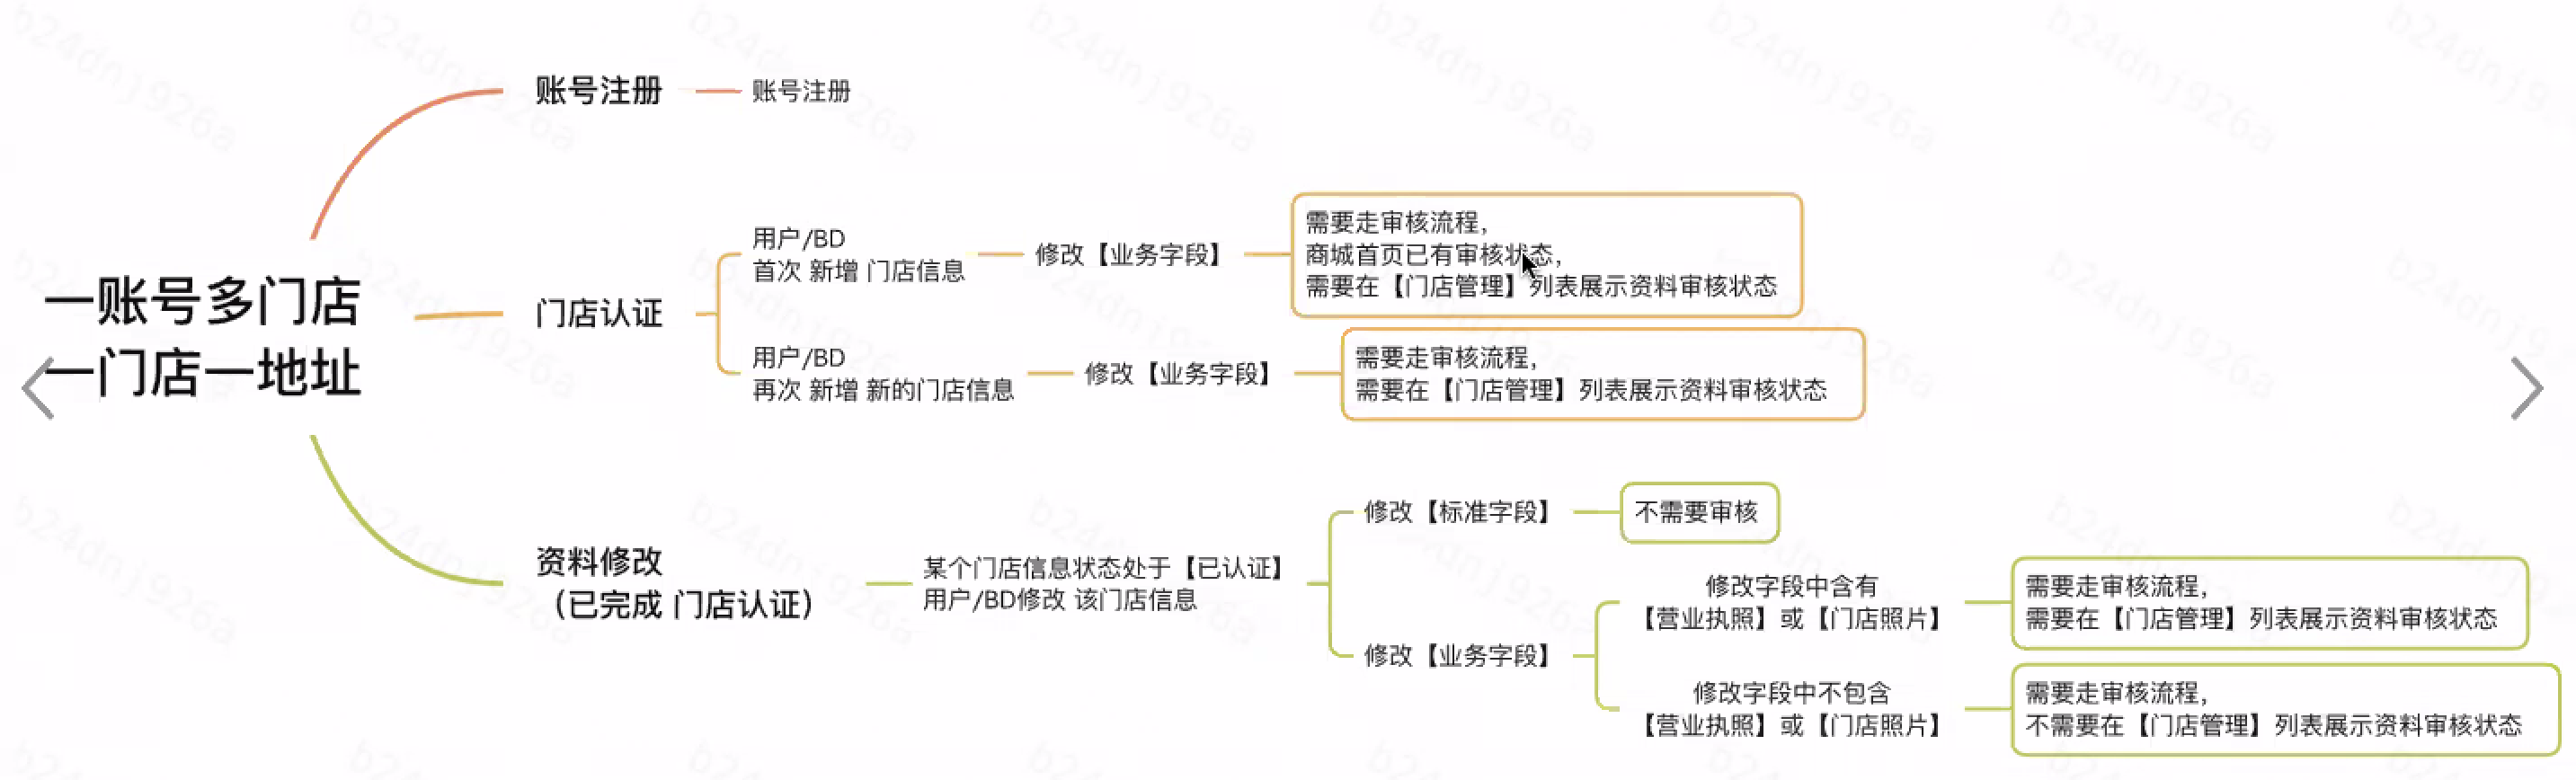 一账号多门店
一门店一地址
账号注册
账号注册
门店认证
用户/BD
首次 新增 门店信息
修改【业务字段】
需要走审核流程，
商城首页已有审核状态，
需要在【门店管理】列表展示资料审核状态
用户/BD
再次 新增 新的门店信息
修改【业务字段】
需要走审核流程，
需要在【门店管理】列表展示资料审核状态
资料修改
（已完成 门店认证）
某个门店信息状态处于【已认证】
用户/BD修改 该门店信息
修改【标准字段】
不需要审核
修改【业务字段】
修改字段中含有
【营业执照】或【门店照片】
需要走审核流程，
需要在【门店管理】列表展示资料审核状态
修改字段中不包含
【营业执照】或【门店照片】
需要走审核流程，
不需要在【门店管理】列表展示资料审核状态
b24dnj926a